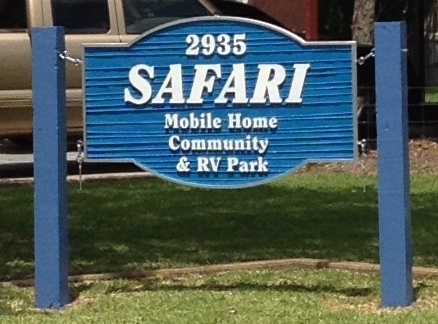 2935
SAFARI
Mobile Home
Community
& RV Park